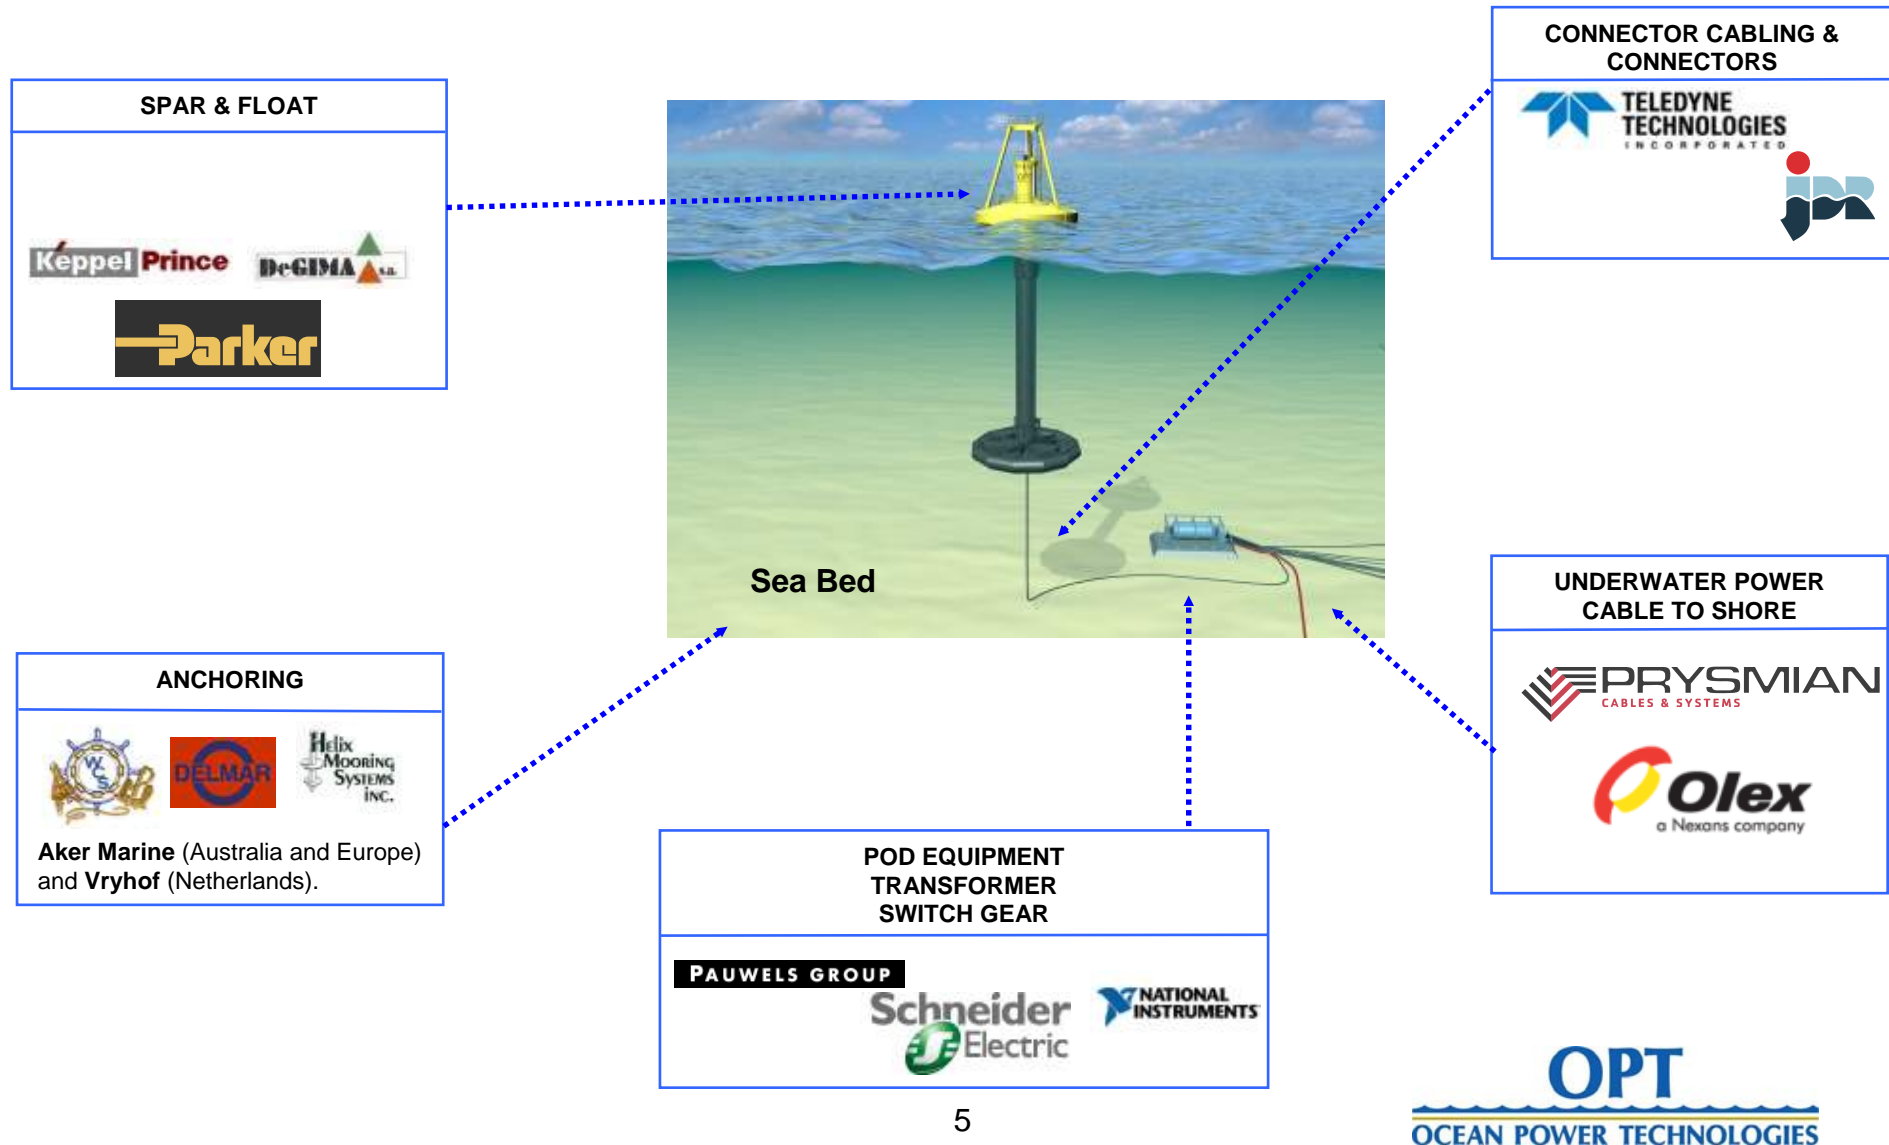 CONNECTOR CABLING &
CONNECTORS
TELEDYNE
TECHNOLOGIES
INCORPORATED
jDR
SPAR & FLOAT
Keppel Prince
DeGIMA s.a.
Parker
Sea Bed
UNDERWATER POWER
CABLE TO SHORE
PRYSMIAN
CABLES & SYSTEMS
Olex
a Nexans company
ANCHORING
WCS
DELMAR
Helix
Mooring
Systems
Inc.
Aker Marine (Australia and Europe)
and Vryhof (Netherlands).
POD EQUIPMENT
TRANSFORMER
SWITCH GEAR
PAUWELS GROUP
Schneider
Electric
NATIONAL
INSTRUMENTS
5
OPT
OCEAN POWER TECHNOLOGIES